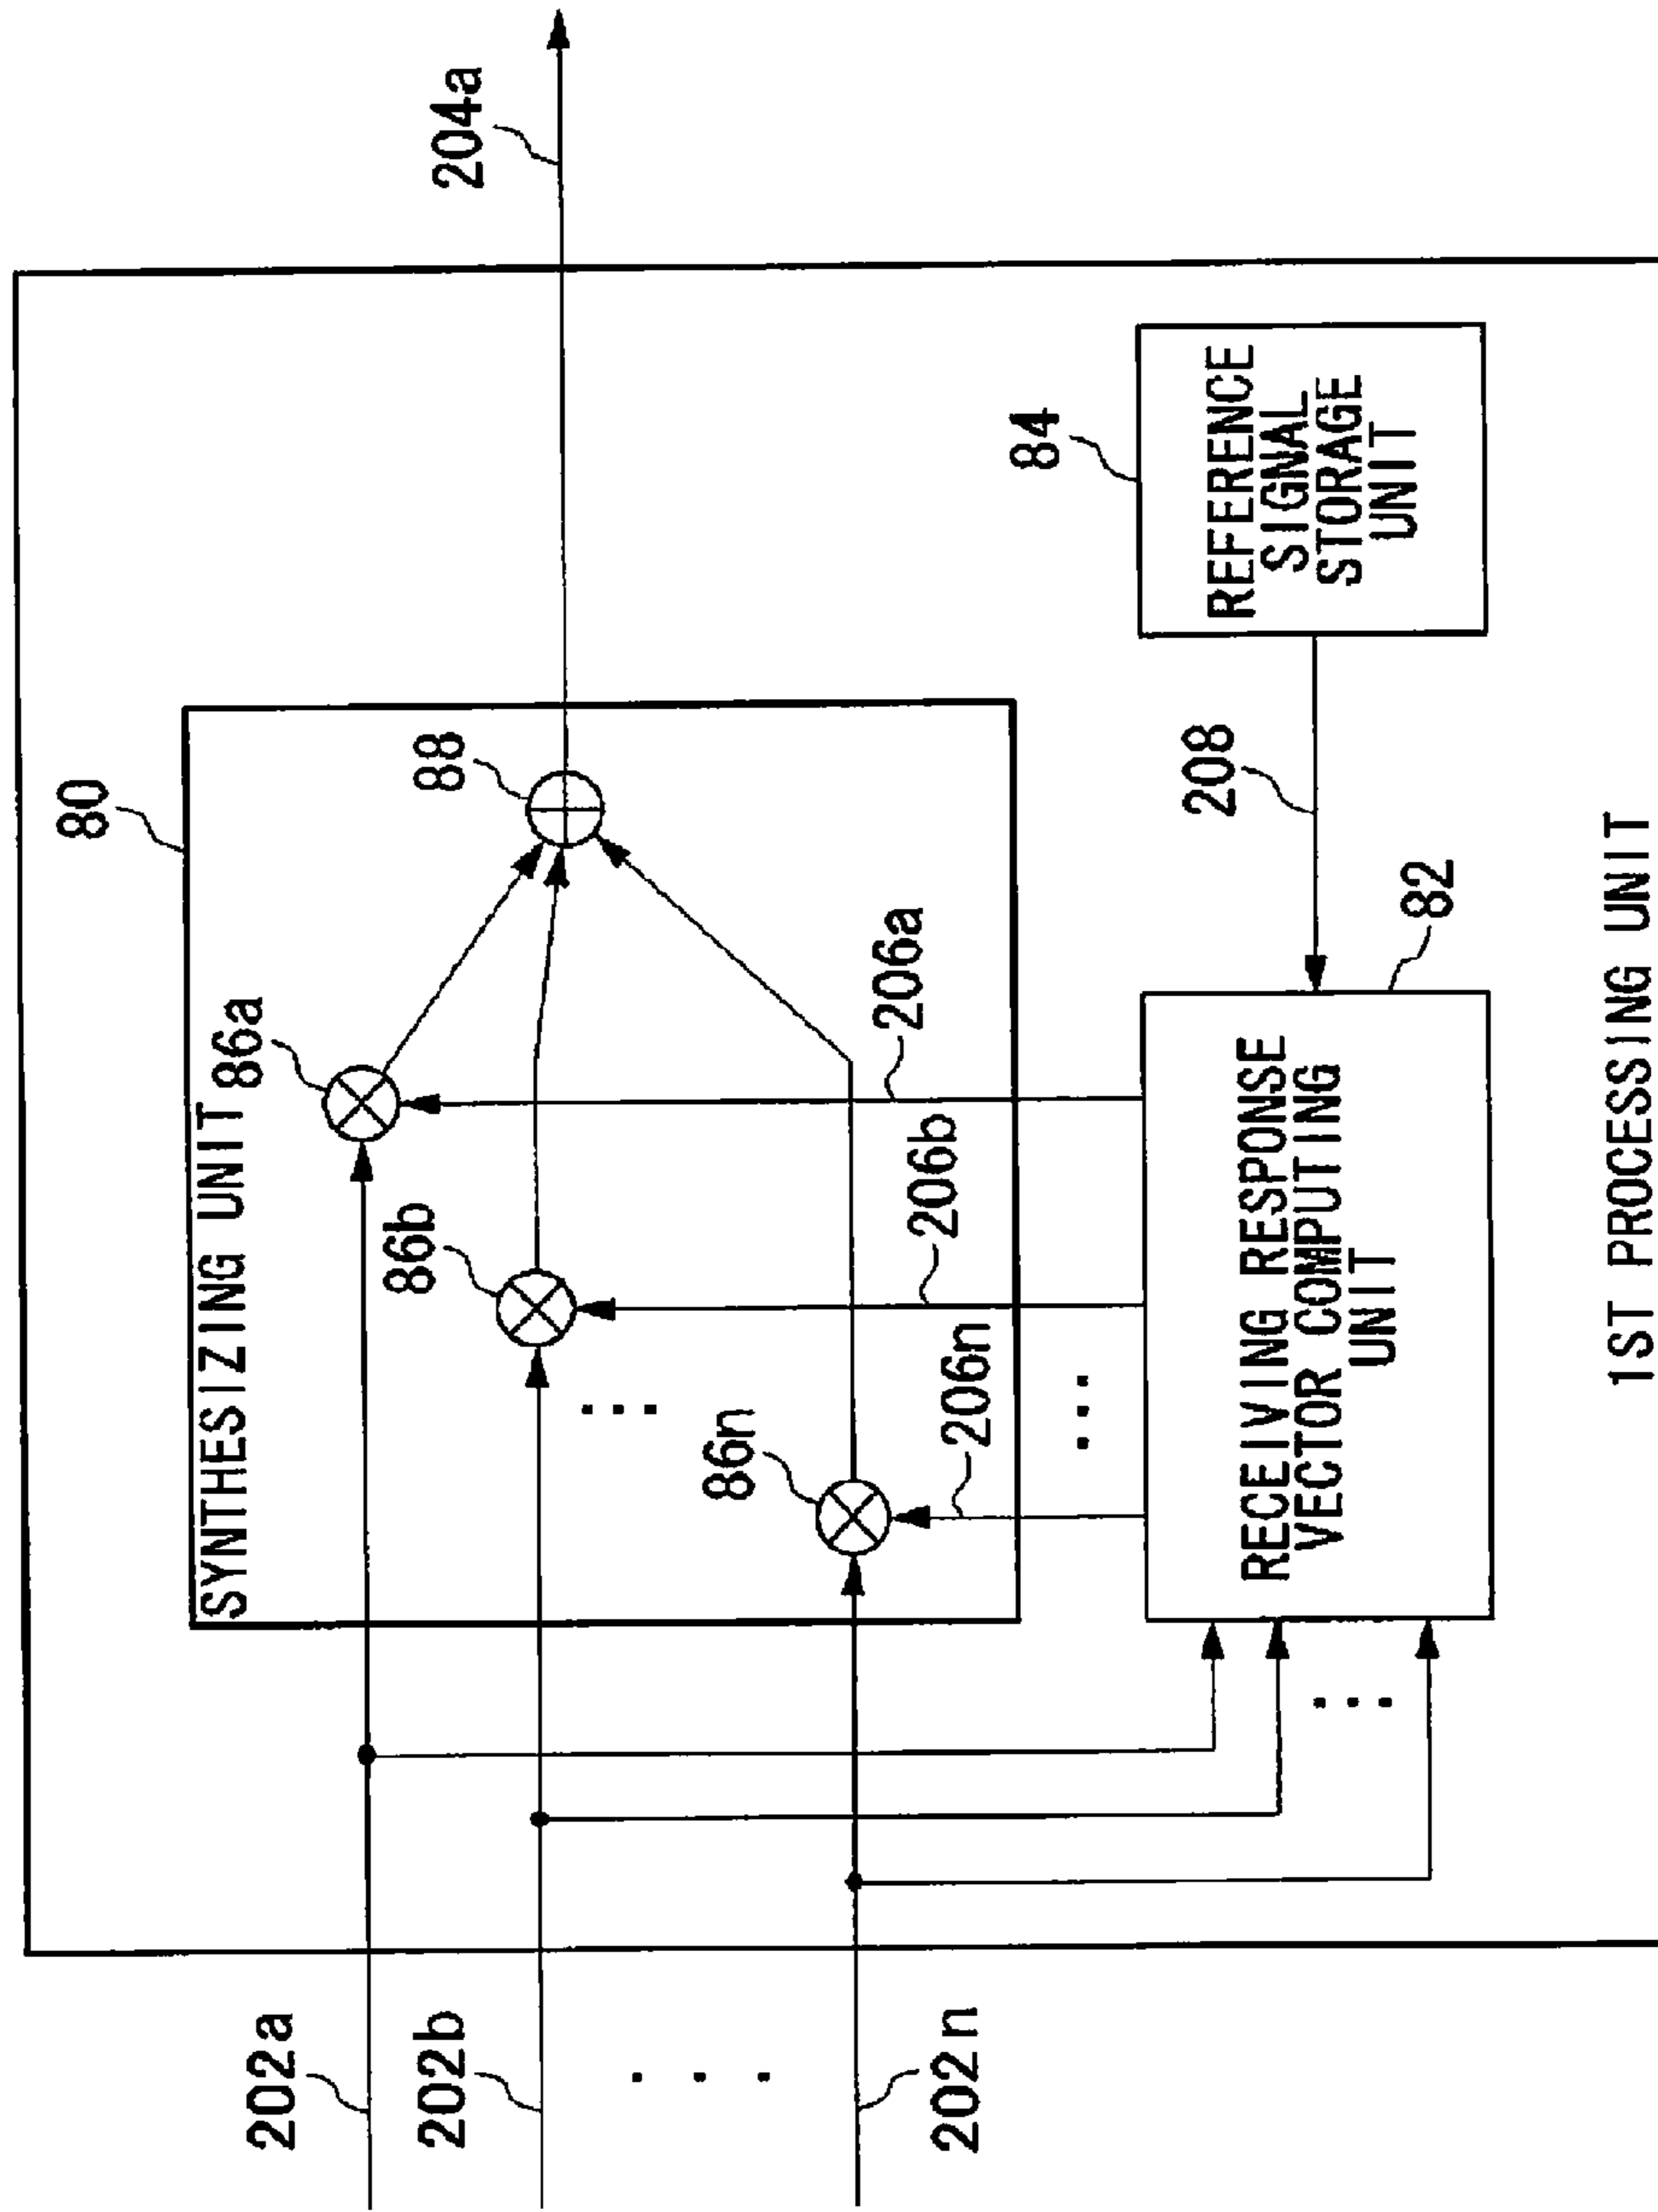 80
SYNTHESIZING UNIT
86a
88
204a
202a
86b
202b
. . .
...
86n
206n
206b
206a
202n
...
84
REFERENCE
SIGNAL
STORAGE
UNIT
208
RECEIVING RESPONSE
VECTOR COMPUTING
UNIT
...
82
1ST PROCESSING UNIT